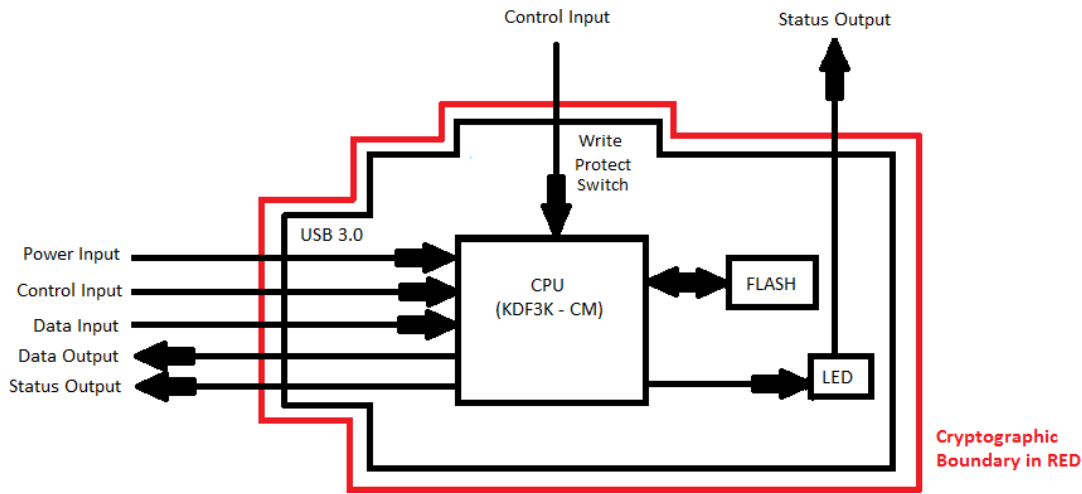 Control Input
Status Output
Write
Protect
Switch
USB 3.0
Power Input
Control Input
Data Input
Data Output
Status Output
CPU
(KDF3K - CM)
FLASH
LED
Cryptographic
Boundary in RED